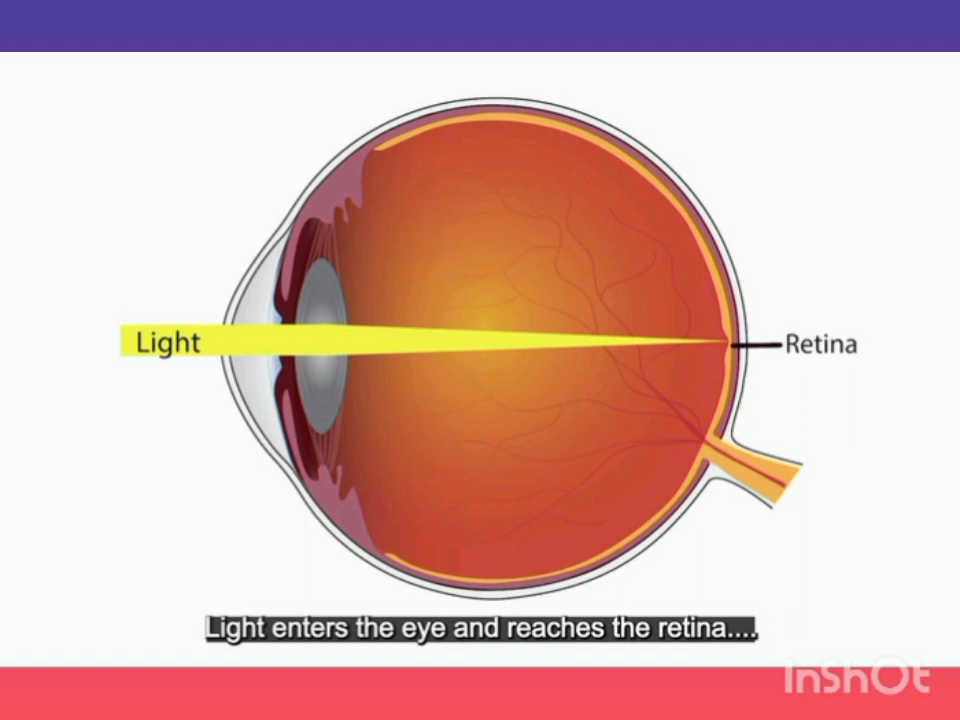 Light
Retina
Light enters the eye and reaches the retina....
InShOt